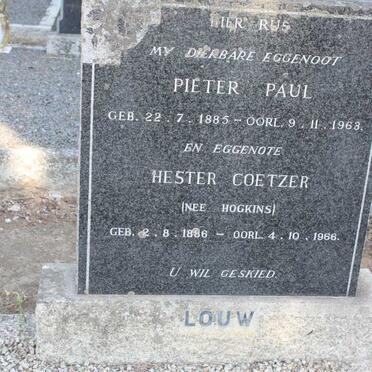 HIER RUS
MY DIERBARE EGGENOOT
PIETER PAUL
GEB. 22.7.1885 - OORL. 9.11.1963.
EN EGGENOTE
HESTER COETZER
(NEE HOGKINS)
GEB. 2.8.1886 - OORL. 4.10.1966.
U WIL GESKIED.
LOUW